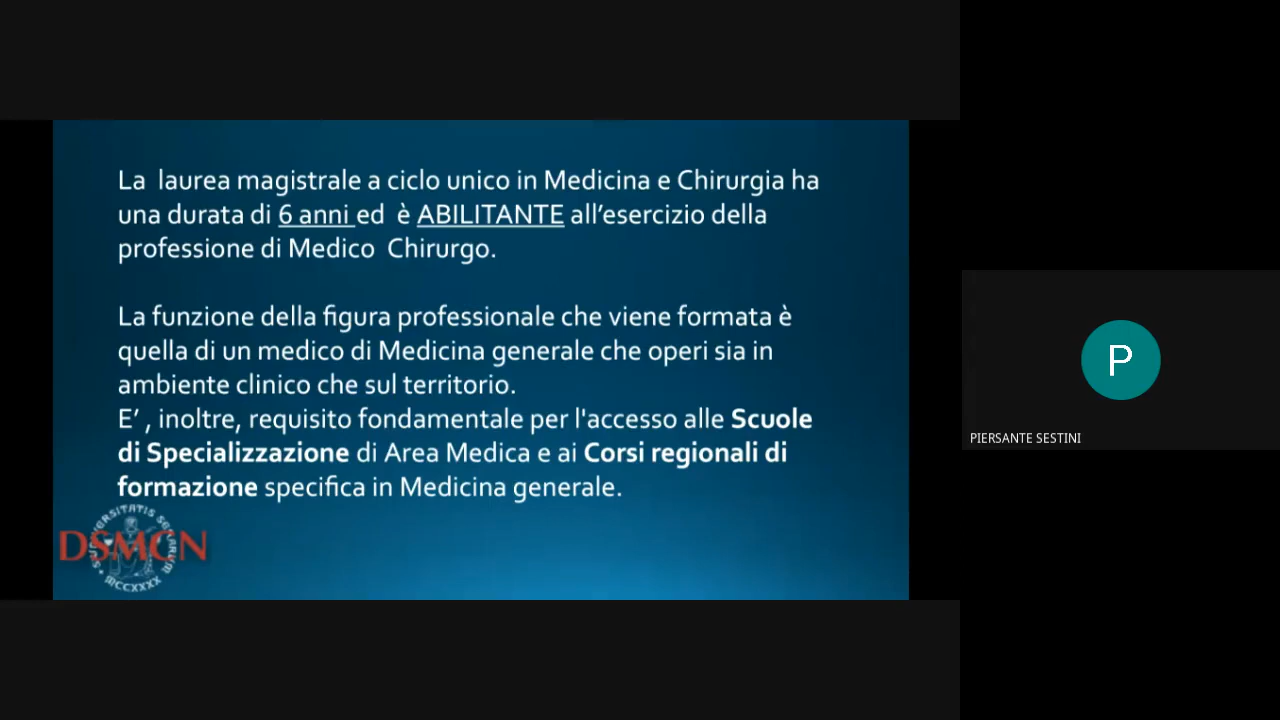 La  laurea magistrale a ciclo unico in Medicina e Chirurgia ha
una durata di 6 anni ed  è ABILITANTE all’esercizio della
professione di Medico  Chirurgo.
La funzione della figura professionale che viene formata è
quella di un medico di Medicina generale che operi sia in
ambiente clinico che sul territorio.
E’ , inoltre, requisito fondamentale per l'accesso alle Scuole
di Specializzazione di Area Medica e ai Corsi regionali di
formazione specifica in Medicina generale.
DSMCN
MCCXXXX
P
PIERSANTE SESTINI